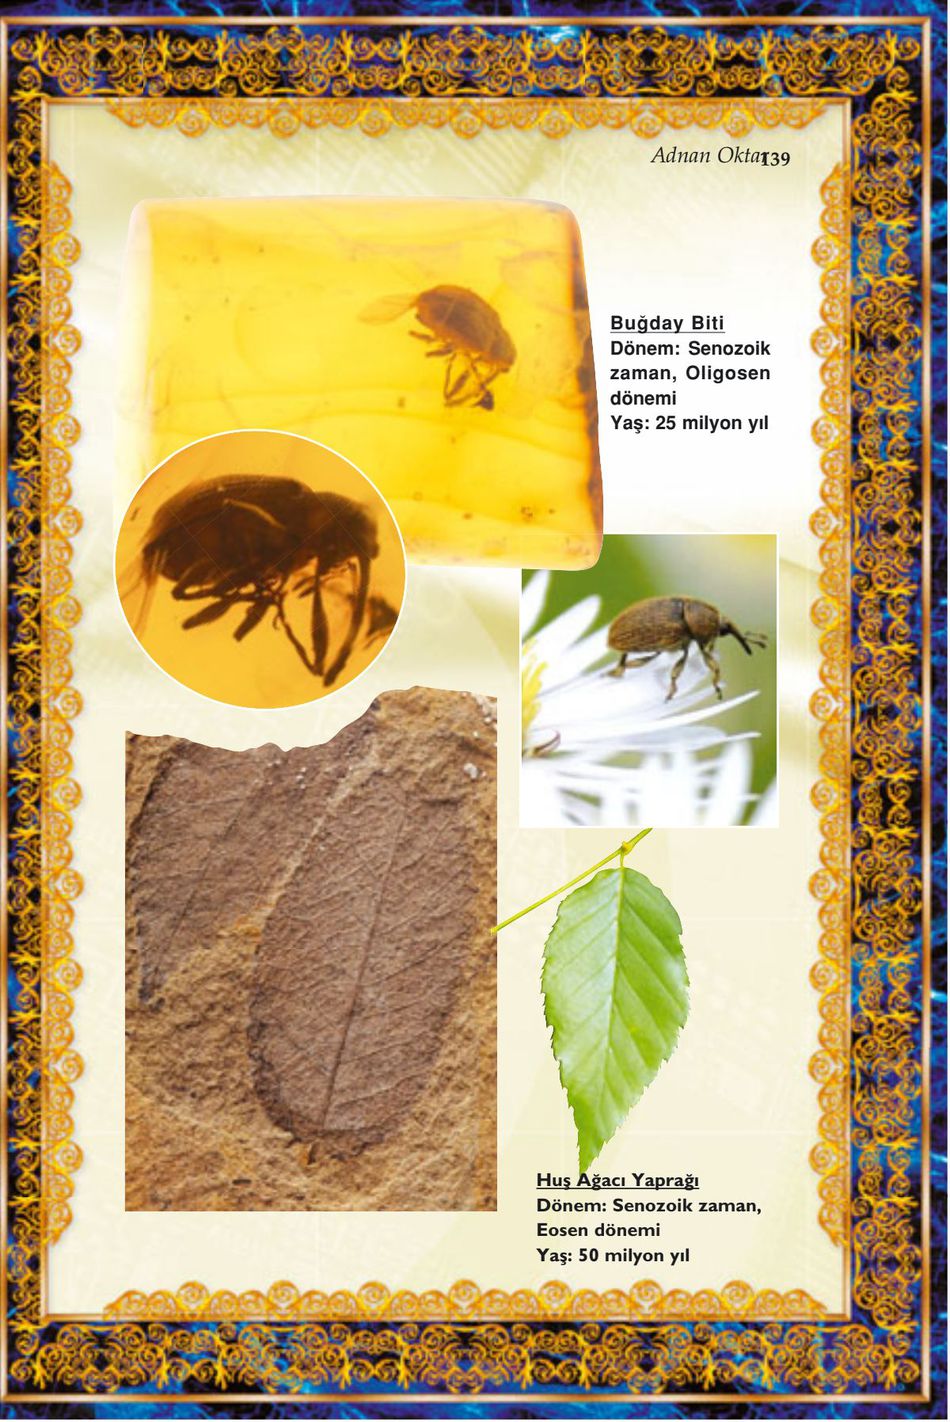 Adnan Oktar
139
Buğday Biti
Dönem: Senozoik
zaman, Oligosen
dönemi
Yaş: 25 milyon yıl
Huş Ağacı Yaprağı
Dönem: Senozoik zaman,
Eosen dönemi
Yaş: 50 milyon yıl